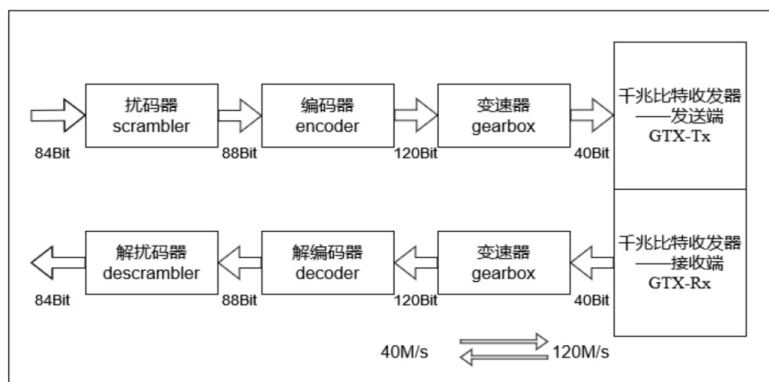 扰码器
scrambler
编码器
encoder
变速器
gearbox
千兆比特收发器
——发送端
GTX-Tx
84Bit
88Bit
120Bit
40Bit
解扰码器
descrambler
解编码器
decoder
变速器
gearbox
千兆比特收发器
——接收端
GTX-Rx
84Bit
88Bit
120Bit
40Bit
40M/s
120M/s